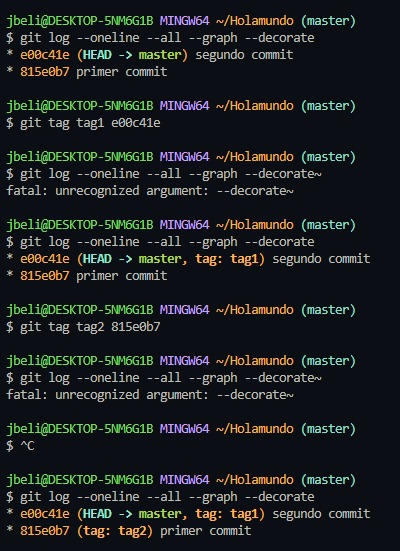 jbeli@DESKTOP-5NM6G1B MINGW64 ~/Holamundo (master)
$ git log --oneline --all --graph --decorate
* e00c41e (HEAD -> master) segundo commit
* 815e0b7 primer commit
jbeli@DESKTOP-5NM6G1B MINGW64 ~/Holamundo (master)
$ git tag tag1 e00c41e
jbeli@DESKTOP-5NM6G1B MINGW64 ~/Holamundo (master)
$ git log --oneline --all --graph --decorate~
fatal: unrecognized argument: --decorate~
jbeli@DESKTOP-5NM6G1B MINGW64 ~/Holamundo (master)
$ git log --oneline --all --graph --decorate
* e00c41e (HEAD -> master, tag: tag1) segundo commit
* 815e0b7 primer commit
jbeli@DESKTOP-5NM6G1B MINGW64 ~/Holamundo (master)
$ git tag tag2 815e0b7
jbeli@DESKTOP-5NM6G1B MINGW64 ~/Holamundo (master)
$ git log --oneline --all --graph --decorate~
fatal: unrecognized argument: --decorate~
jbeli@DESKTOP-5NM6G1B MINGW64 ~/Holamundo (master)
$ ^C
jbeli@DESKTOP-5NM6G1B MINGW64 ~/Holamundo (master)
$ git log --oneline --all --graph --decorate
* e00c41e (HEAD -> master, tag: tag1) segundo commit
* 815e0b7 (tag: tag2) primer commit